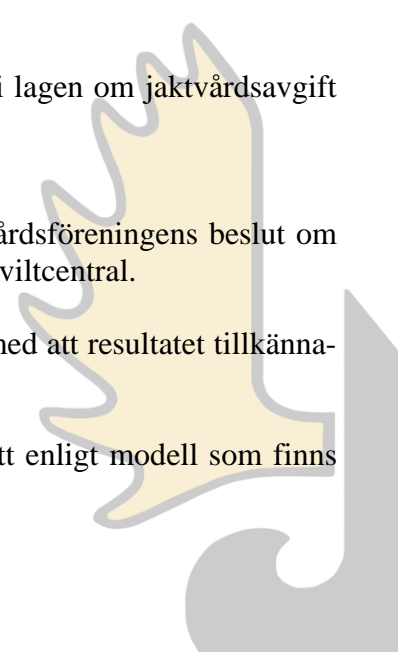 i lagen om jaktvårdsavgift
årdsföreningens beslut om
viltcentral.
ned att resultatet tillkänna-
tt enligt modell som finns